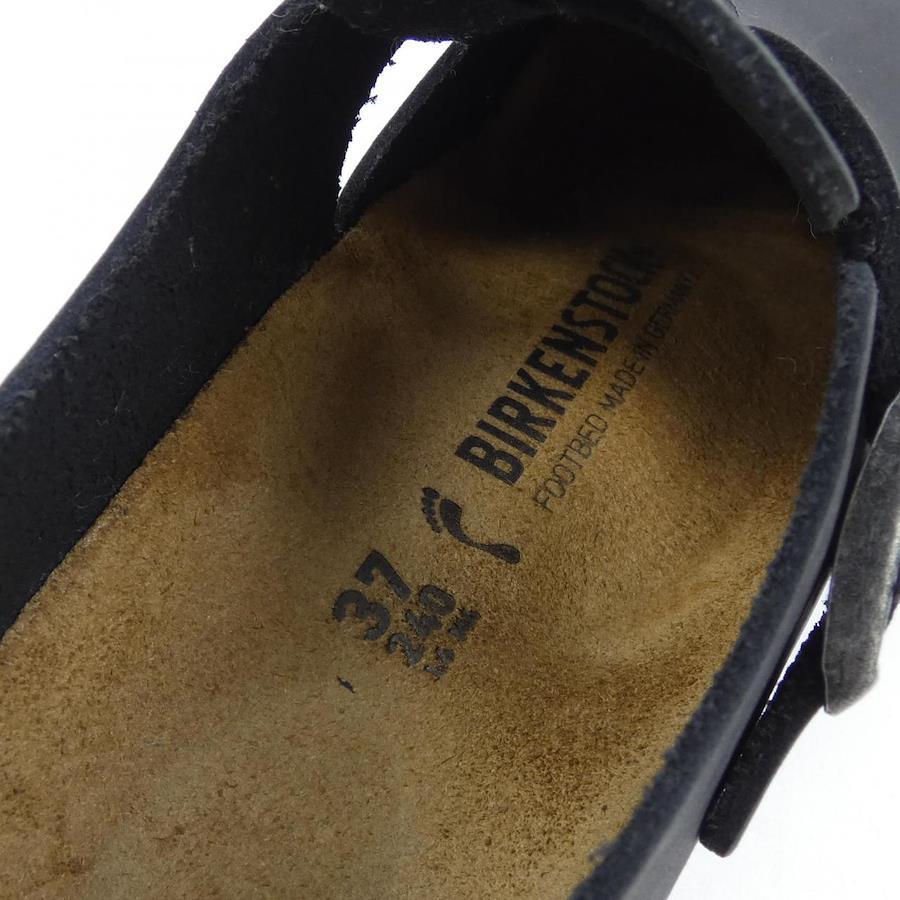 BIRKENSTOCK
FOOTBED MADE IN GERMANY
37
240